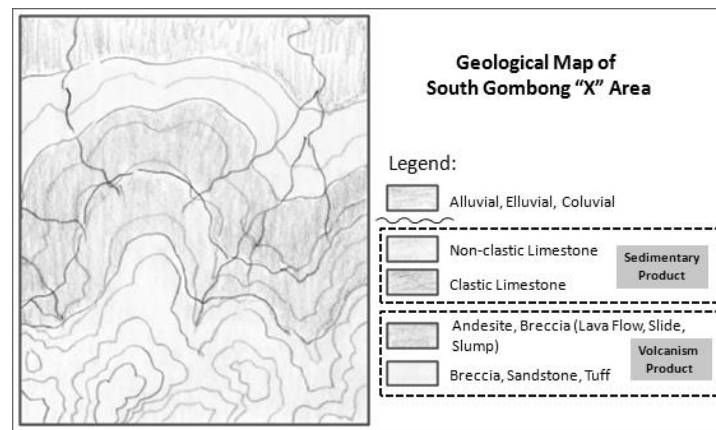 Geological Map of
South Gombong “X” Area
Legend:
Alluvial, Elluvial, Coluvial
Non-clastic Limestone
Sedimentary
Product
Clastic Limestone
Andesite, Breccia (Lava Flow, Slide,
Slump)
Volcanism
Product
Breccia, Sandstone, Tuff